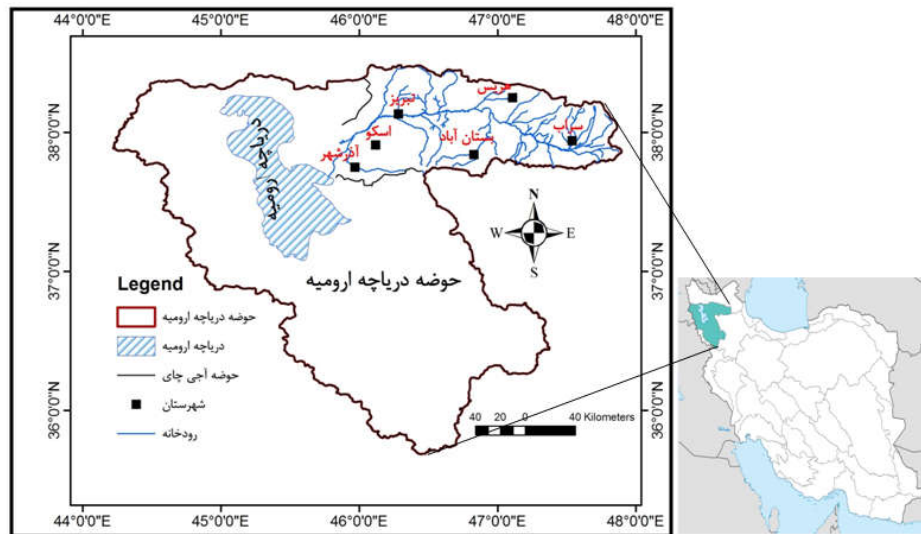 44°0'0"E 45°0'0"E 46°0'0"E 47°0'0"E 48°0'0"E
38°0'0"N
37°0'0"N
36°0'0"N
هریس
تبریز
سراب
اسکو
بستان آباد
آذرشهر
دریاچه ارومیه
N
W
E
S
حوضه دریاچه ارومیه
Legend
حوضه دریاچه ارومیه
دریاچه ارومیه
حوضه آجی چای
شهرستان
رودخانه
40 20 0 40 Kilometers
38°0'0"N
37°0'0"N
36°0'0"N
44°0'0"E 45°0'0"E 46°0'0"E 47°0'0"E 48°0'0"E